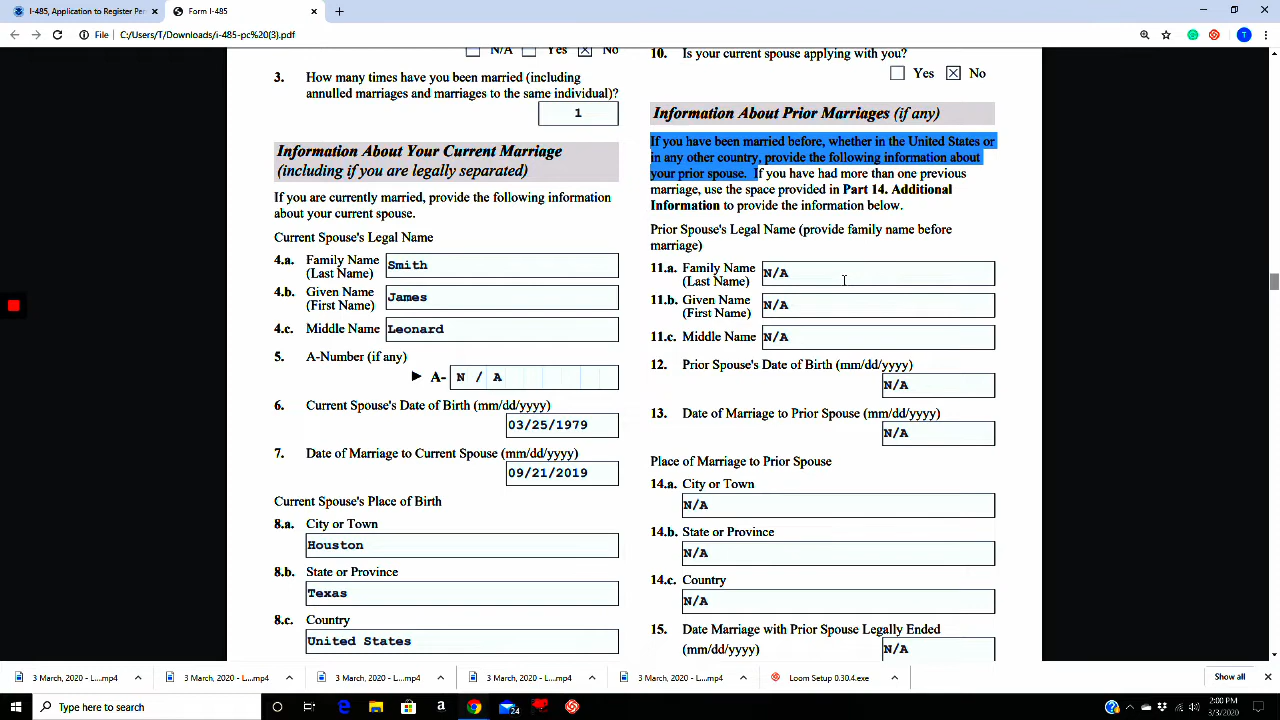 I-485, Application to Register Per
Form I-485
File
C:/Users/T/Downloads/i-485-pc%20(3).pdf
T
N/A
Yes
No
3. How many times have you been married (including
annulled marriages and marriages to the same individual)?
1
Information About Your Current Marriage
(including if you are legally separated)
If you are currently married, provide the following information
about your current spouse.
Current Spouse's Legal Name
4.a. Family Name
(Last Name)
Smith
4.b. Given Name
(First Name)
James
4.c. Middle Name
Leonard
5. A-Number (if any)
A- N / A
6. Current Spouse's Date of Birth (mm/dd/yyyy)
03/25/1979
7. Date of Marriage to Current Spouse (mm/dd/yyyy)
09/21/2019
Current Spouse's Place of Birth
8.a. City or Town
Houston
8.b. State or Province
Texas
8.c. Country
United States
10. Is your current spouse applying with you?
Yes
No
Information About Prior Marriages (if any)
If you have been married before, whether in the United States or
in any other country, provide the following information about
your prior spouse. If you have had more than one previous
marriage, use the space provided in Part 14. Additional
Information to provide the information below.
Prior Spouse's Legal Name (provide family name before
marriage)
11.a. Family Name
(Last Name)
N/A
11.b. Given Name
(First Name)
N/A
11.c. Middle Name
N/A
12. Prior Spouse's Date of Birth (mm/dd/yyyy)
N/A
13. Date of Marriage to Prior Spouse (mm/dd/yyyy)
N/A
Place of Marriage to Prior Spouse
14.a. City or Town
N/A
14.b. State or Province
N/A
14.c. Country
N/A
15. Date Marriage with Prior Spouse Legally Ended
(mm/dd/yyyy)
N/A
3 March, 2020 - L....mp4
3 March, 2020 - L....mp4
3 March, 2020 - L....mp4
3 March, 2020 - L....mp4
3 March, 2020 - L....mp4
Loom Setup 0.30.4.exe
Show all
Type here to search
24
2:00 PM
3/3/2020